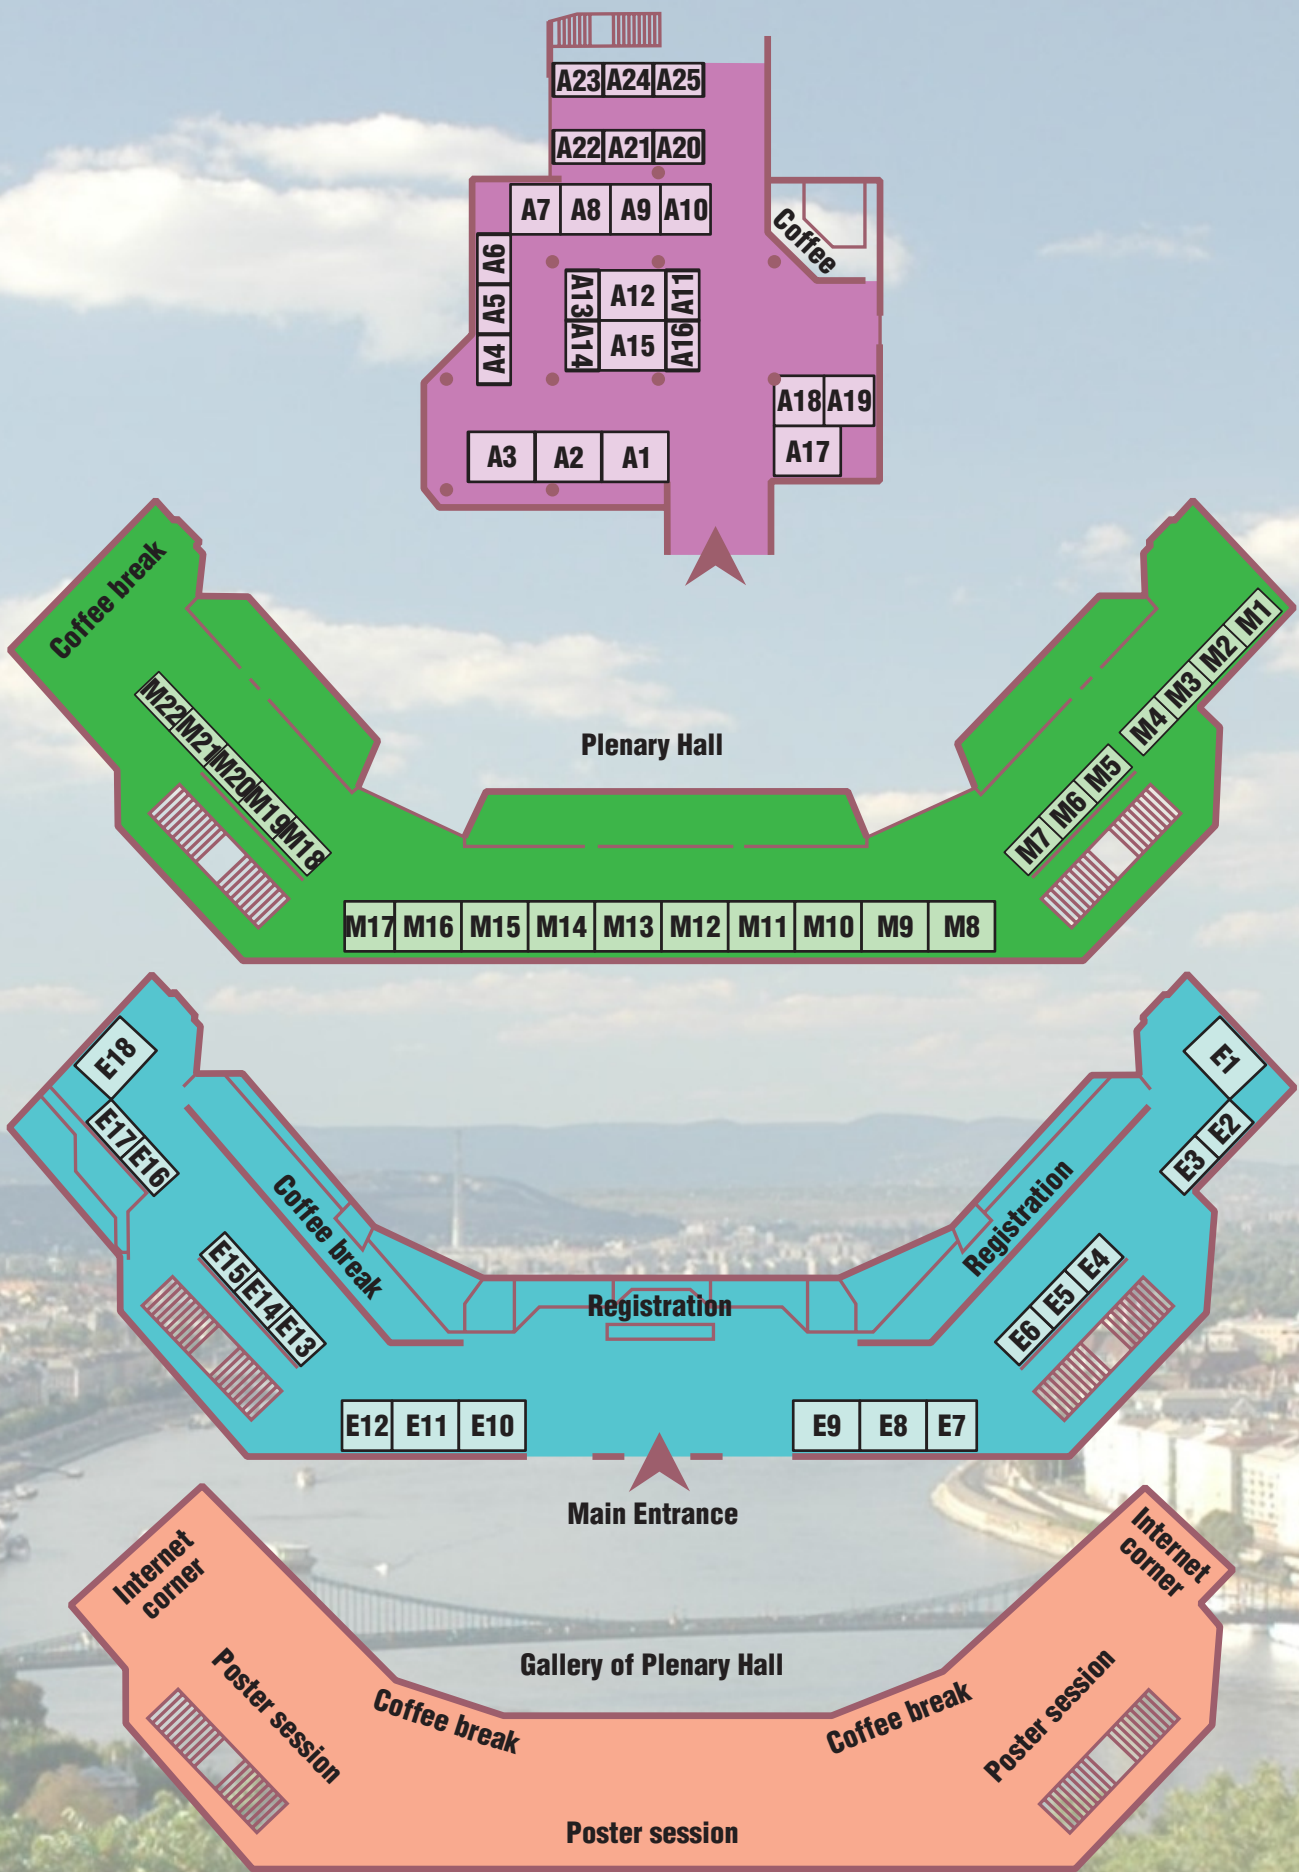 A23 A24 A25
A22 A21 A20
A7 A8 A9 A10
Coffee
A6
A5
A4
A13 A12 A11
A14 A15 A16
A18 A19
A17
A3 A2 A1
Coffee break
M1
M2
M3
M4
M5
M6
M7
M22
M21
M20
M19
M18
Plenary Hall
M17 M16 M15 M14 M13 M12 M11 M10 M9 M8
E18
E17
E16
E1
E2
E3
Coffee break
Registration
E15
E14
E13
E4
E5
E6
Registration
E12 E11 E10
E9 E8 E7
Main Entrance
Internet
corner
Internet
corner
Gallery of Plenary Hall
Poster session
Coffee break
Coffee break
Poster session
Poster session